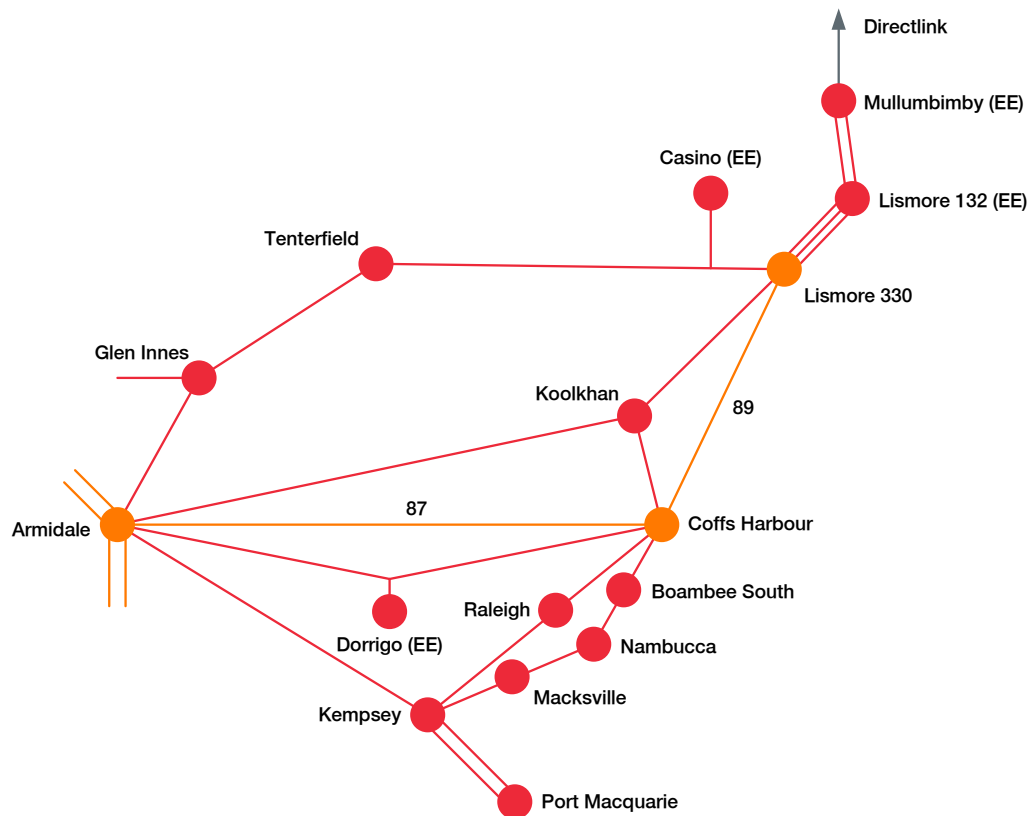 Directlink
Mullumbimby (EE)
Casino (EE)
Lismore 132 (EE)
Tenterfield
Lismore 330
Glen Innes
Koolkhan
89
87
Armidale
Coffs Harbour
Boambee South
Raleigh
Dorrigo (EE)
Nambucca
Macksville
Kempsey
Port Macquarie